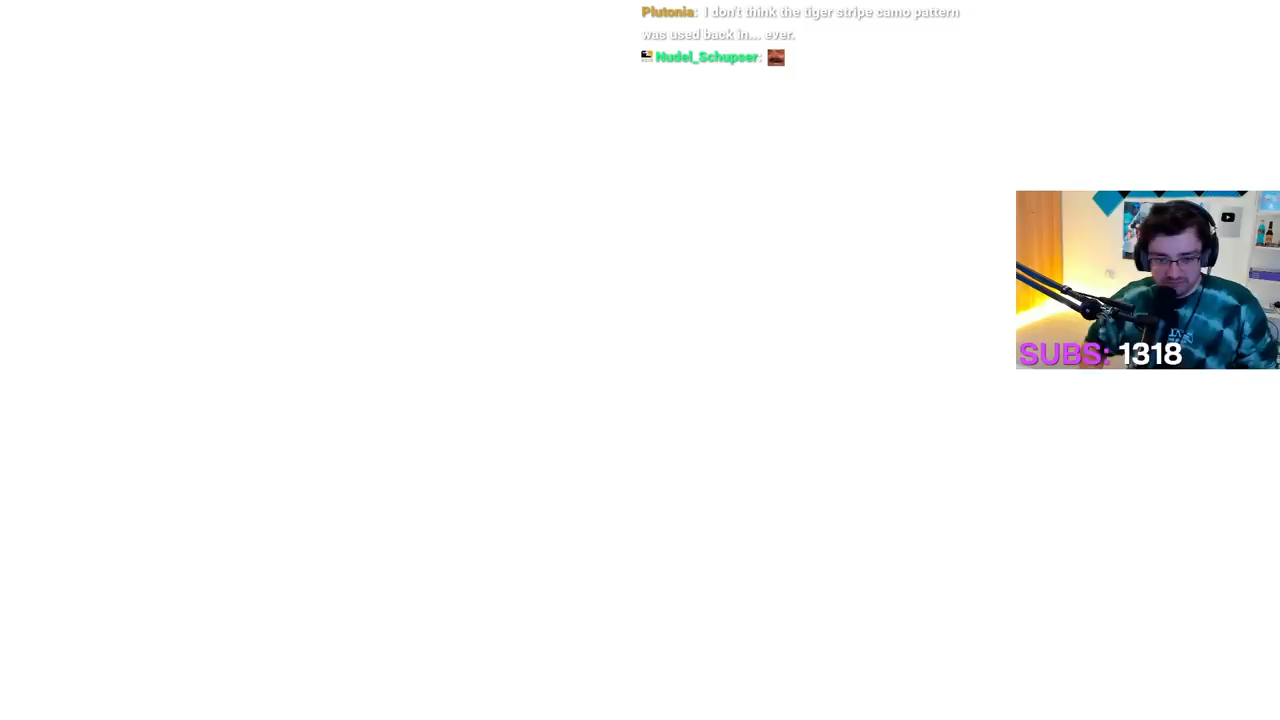 Plutonia: I don't think the tiger stripe camo pattern
was used back in... ever.
Nudel_Schupser:
SUBS: 1318